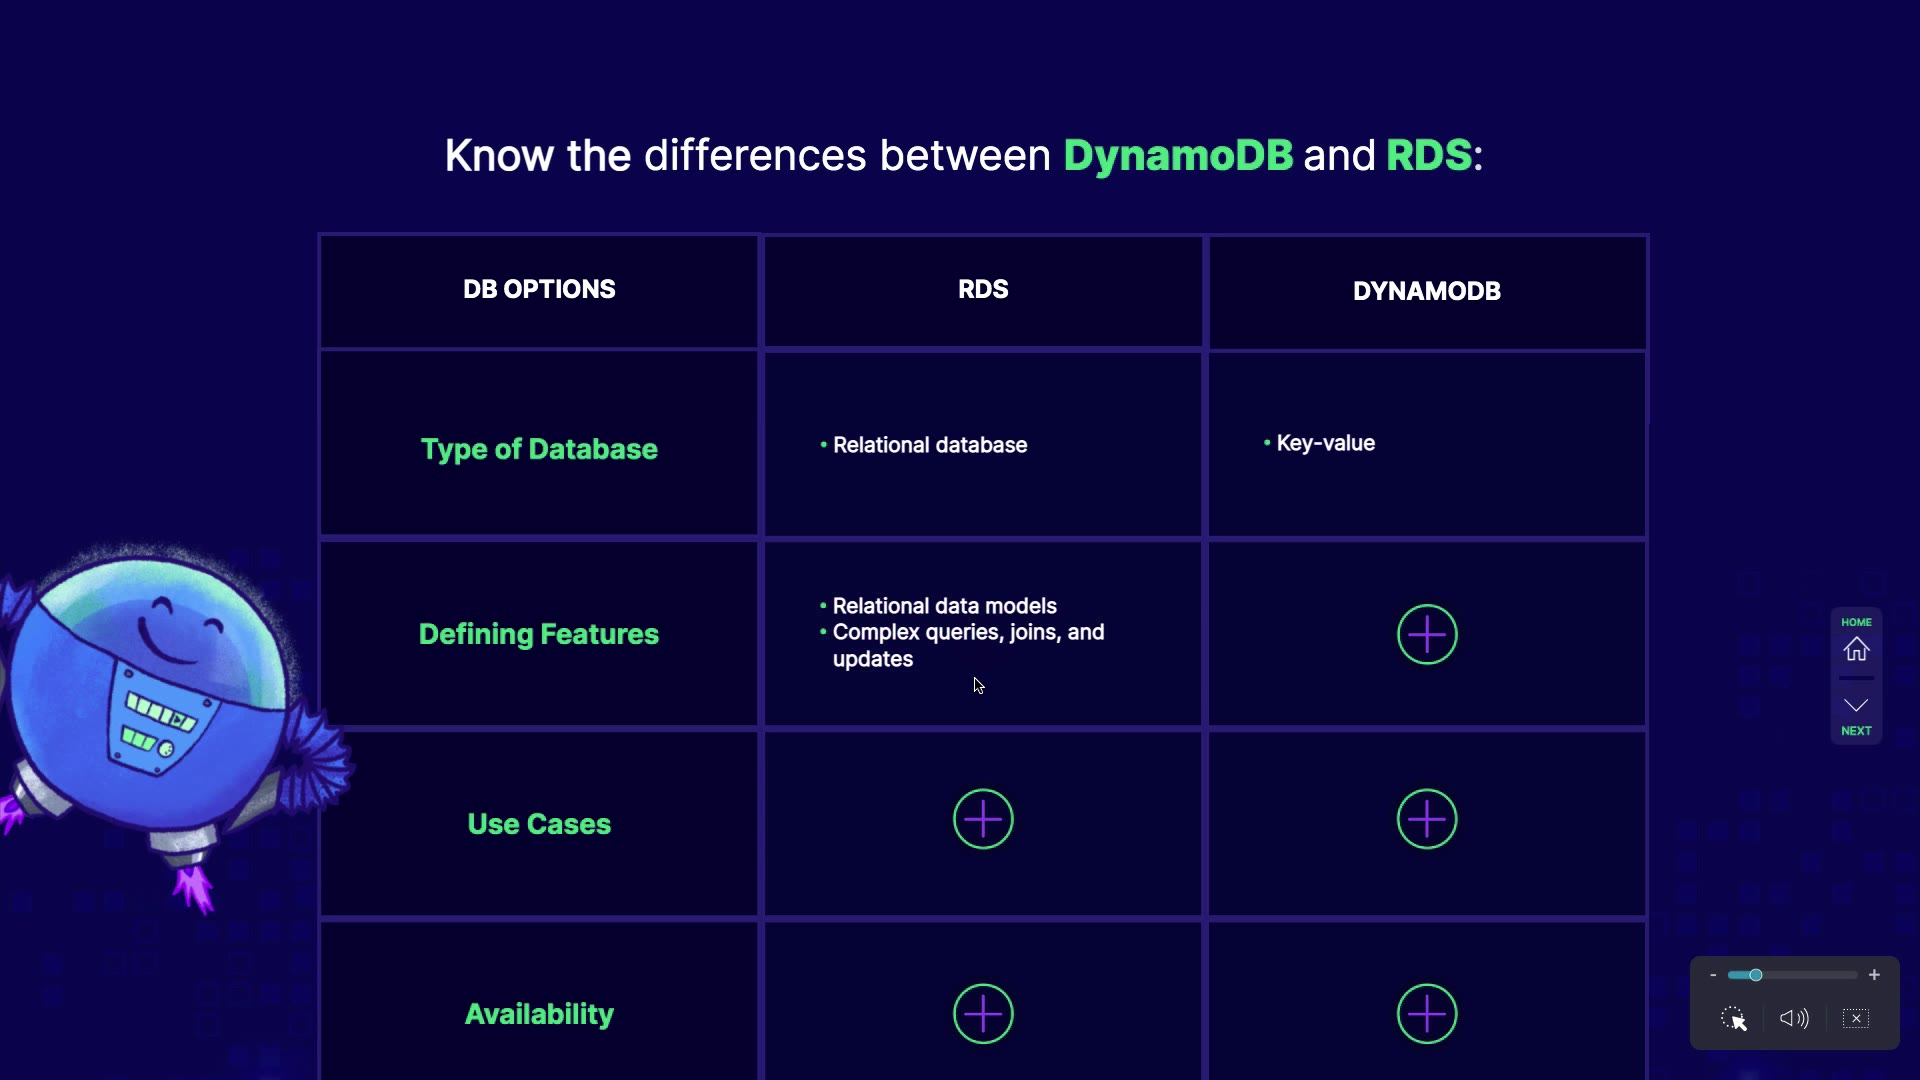 Know the differences between DynamoDB and RDS:
DB OPTIONS
RDS
DYNAMODB
Type of Database
• Relational database
• Key-value
Defining Features
• Relational data models
• Complex queries, joins, and
updates
Use Cases
Availability
HOME
NEXT
- +